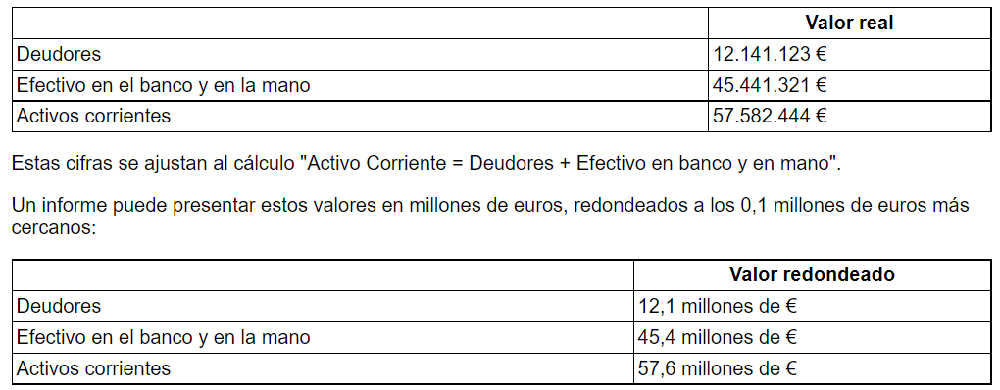 Valor real
Deudores 12.141.123 €
Efectivo en el banco y en la mano 45.441.321 €
Activos corrientes 57.582.444 €
Estas cifras se ajustan al cálculo "Activo Corriente = Deudores + Efectivo en banco y en mano".
Un informe puede presentar estos valores en millones de euros, redondeados a los 0,1 millones de euros más
cercanos:
Valor redondeado
Deudores 12,1 millones de €
Efectivo en el banco y en la mano 45,4 millones de €
Activos corrientes 57,6 millones de €